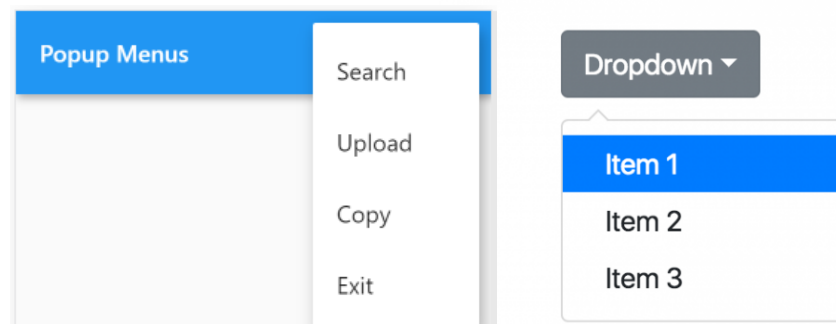 Popup Menus
Search
Upload
Copy
Exit
Dropdown
Item 1
Item 2
Item 3